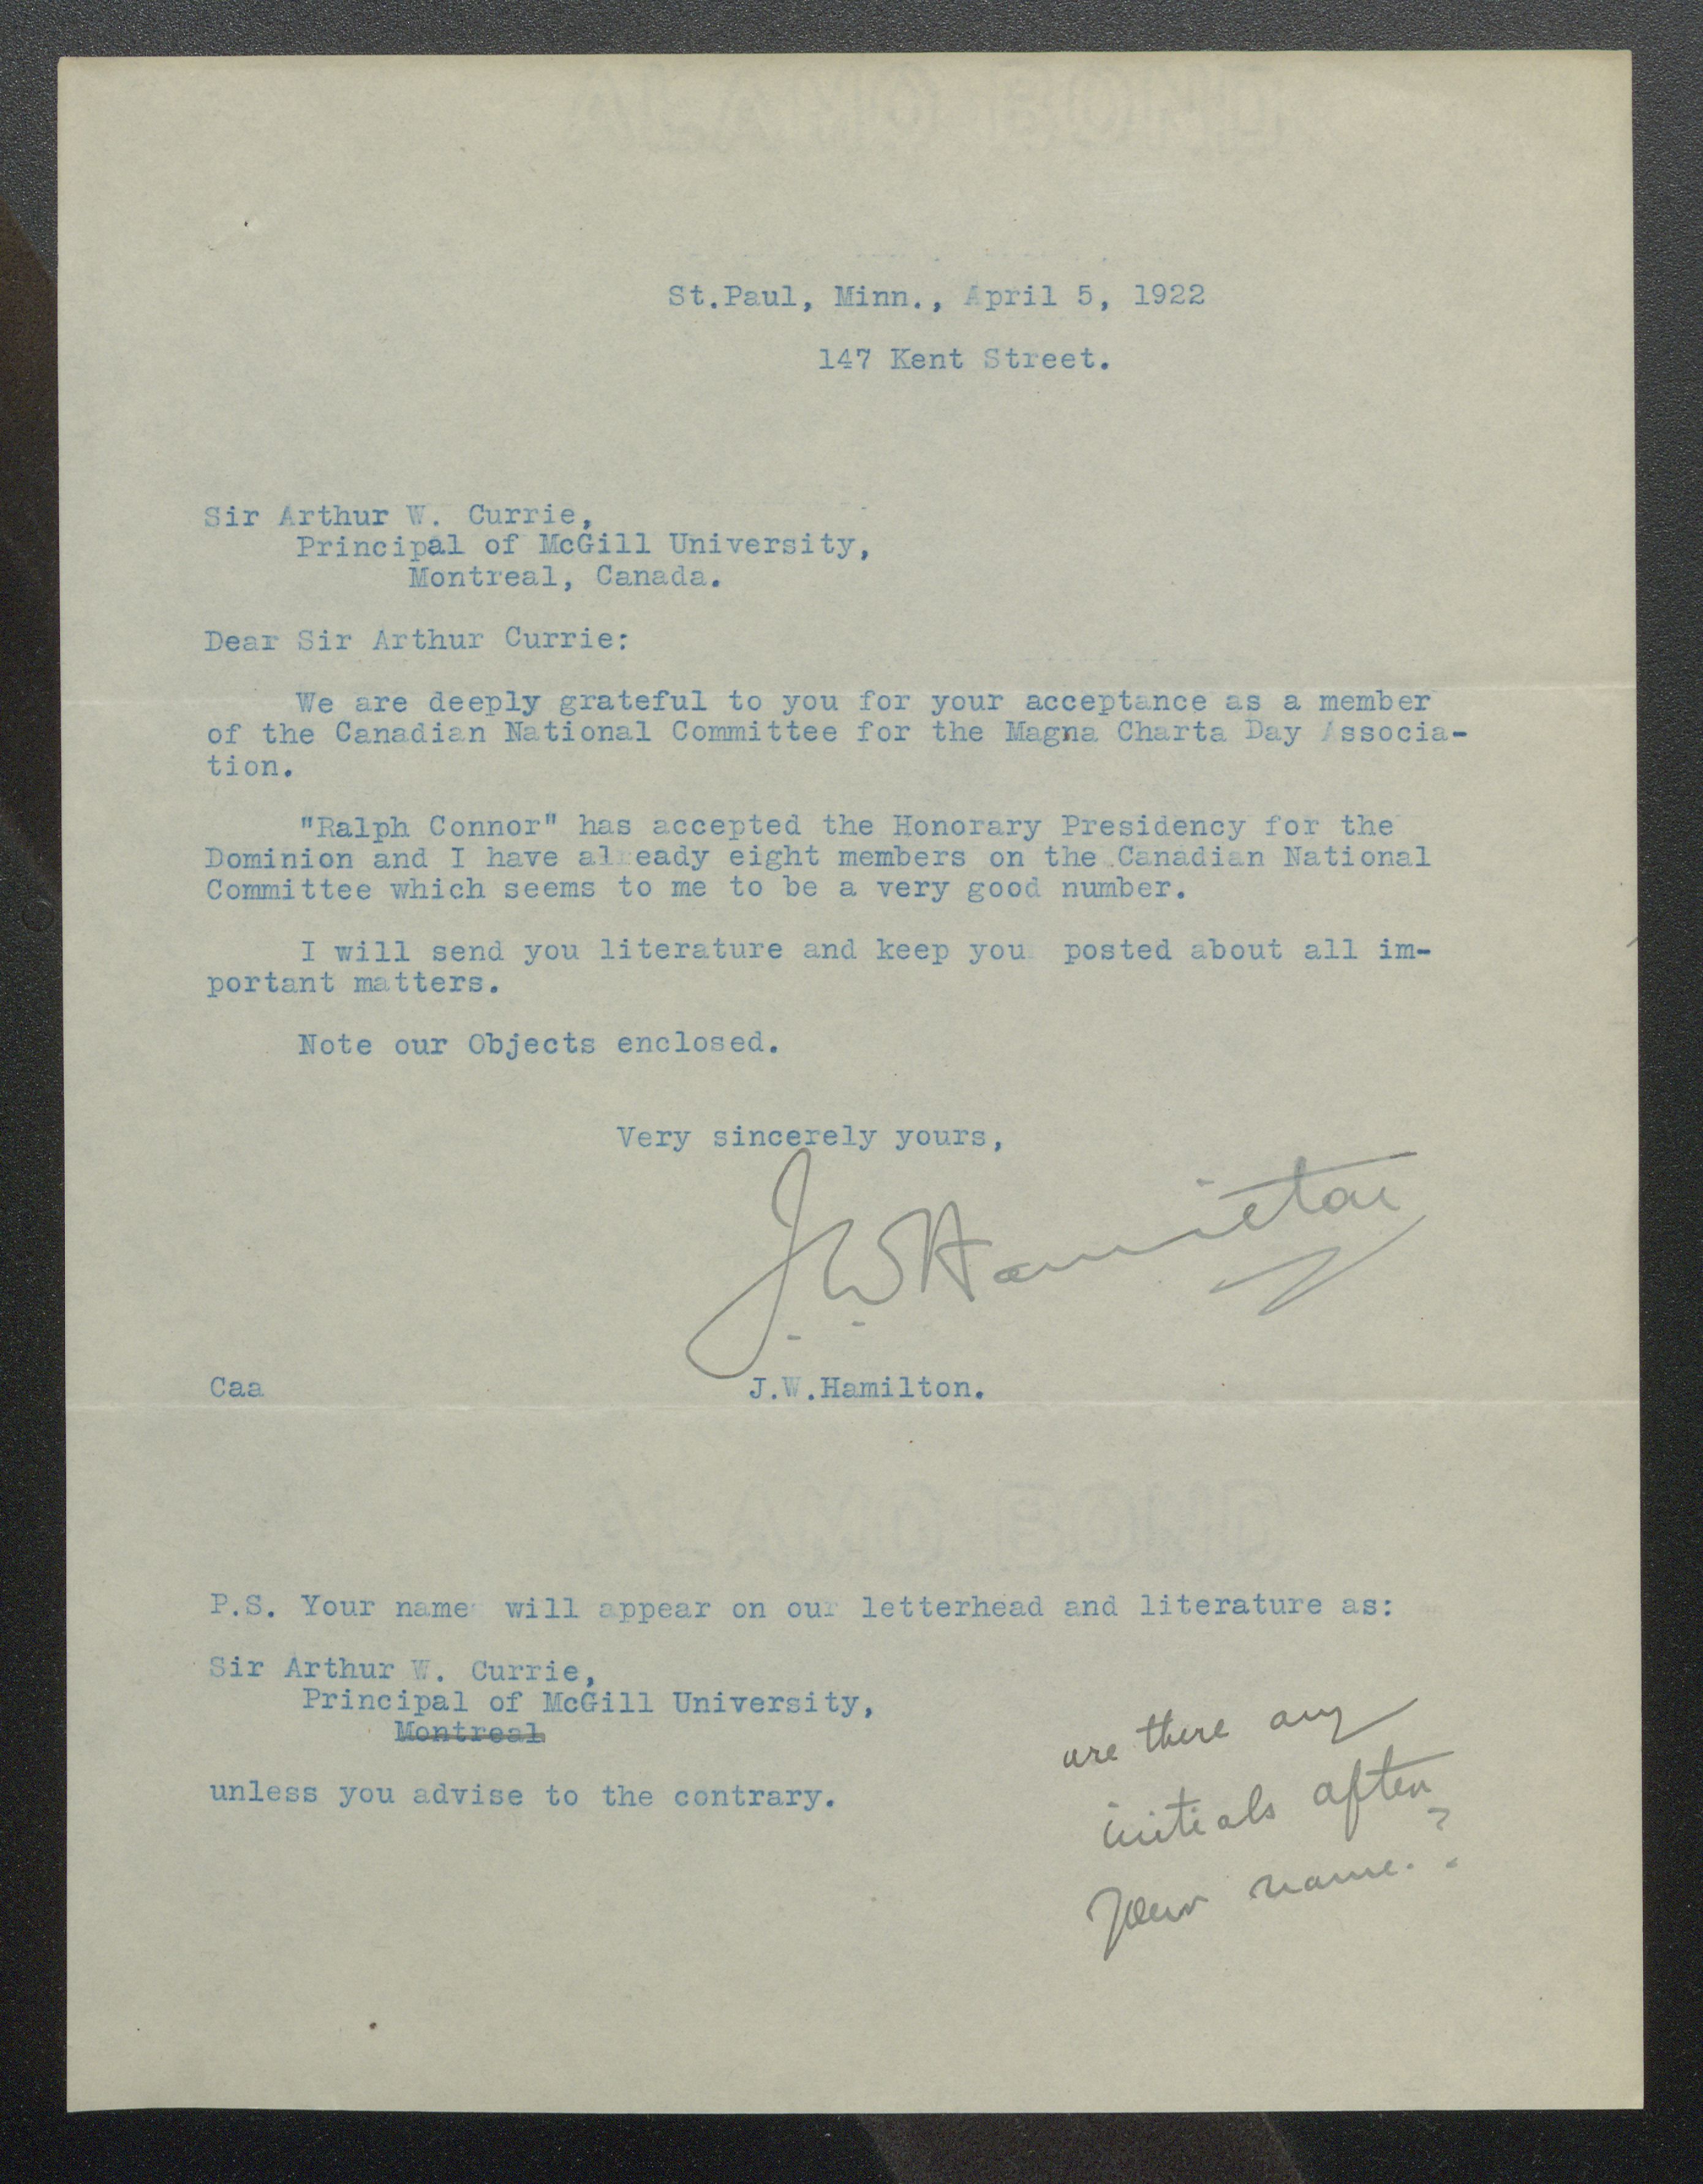 St.Paul, Minn., April 5, 1922
147 Kent Street.
Sir Arthur W. Currie,
Principal of McGill University,
Montreal, Canada.
Dear Sir Arthur Currie:
We are deeply grateful to you for your acceptance as a member
of the Canadian National Committee for the Magna Charta Day Associa-
tion.
"Ralph Connor" has accepted the Honorary Presidency for the
Dominion and I have already eight members on the Canadian National
Committee which seems to me to be a very good number.
I will send you literature and keep you posted about all im-
portant matters.
Note our Objects enclosed.
Very sincerely yours,
J.W. Hamilton
Caa J.W.Hamilton.
P.S. Your name will appear on our letterhead and literature as:
Sir Arthur W. Currie,
Principal of McGill University,
Montreal
unless you advise to the contrary.
are there any
initials after
your name.?